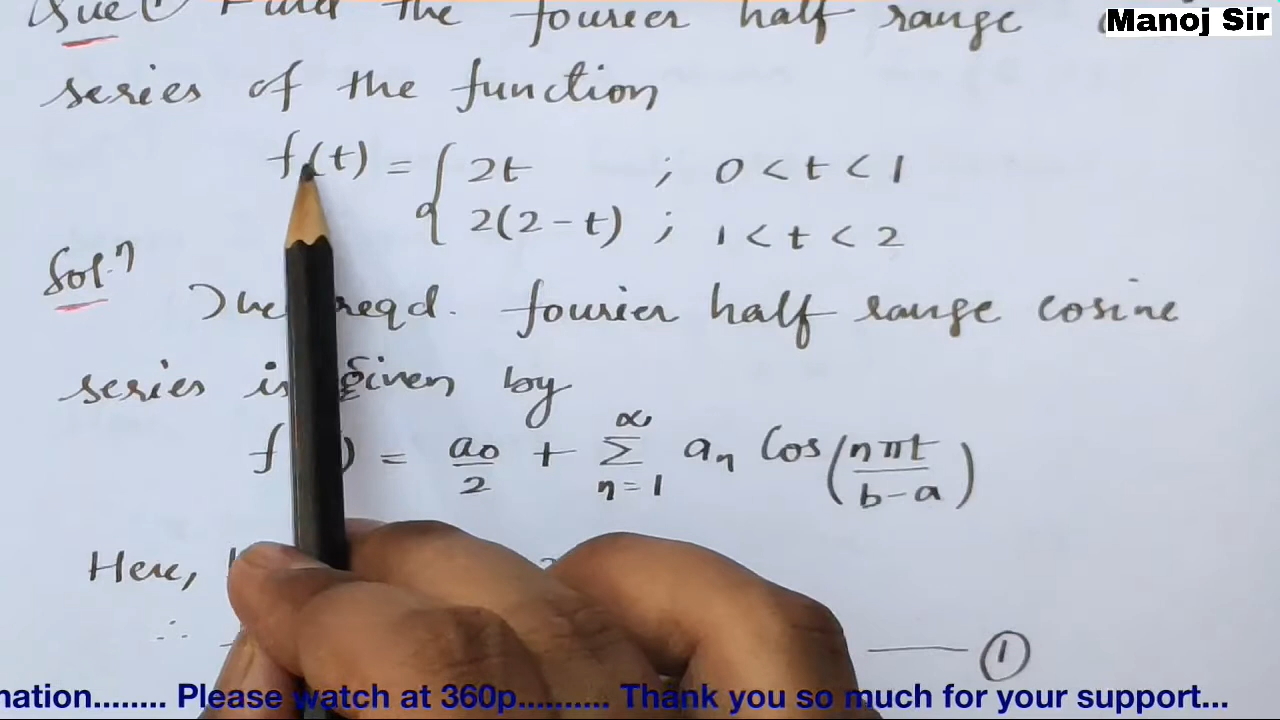 Que ① Find the fourier half range
Manoj Sir
series of the function
f(t) = { 2t ; 0 < t < 1
2(2-t) ; 1 < t < 2
Sol.n
The reqd. fourier half range cosine
series is given by
f ) = a0/2 + ∞ Σ n=1 an Cos (nπt/b-a)
Here,
∴ ①
Please watch at 360p.......... Thank you so much for your support...